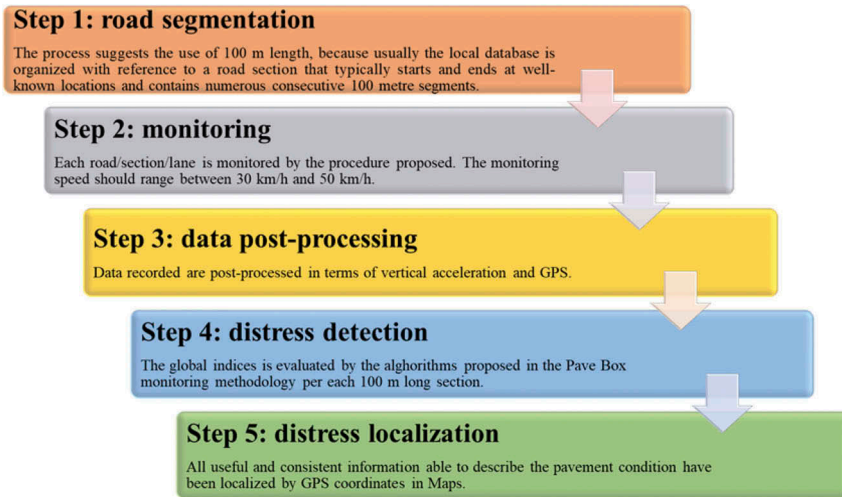 Step 1: road segmentation
The process suggests the use of 100 m length, because usually the local database is
organized with reference to a road section that typically starts and ends at well-
known locations and contains numerous consecutive 100 metre segments.
Step 2: monitoring
Each road/section/lane is monitored by the procedure proposed. The monitoring
speed should range between 30 km/h and 50 km/h.
Step 3: data post-processing
Data recorded are post-processed in terms of vertical acceleration and GPS.
Step 4: distress detection
The global indices is evaluated by the alghorithms proposed in the Pave Box
monitoring methodology per each 100 m long section.
Step 5: distress localization
All useful and consistent information able to describe the pavement condition have
been localized by GPS coordinates in Maps.